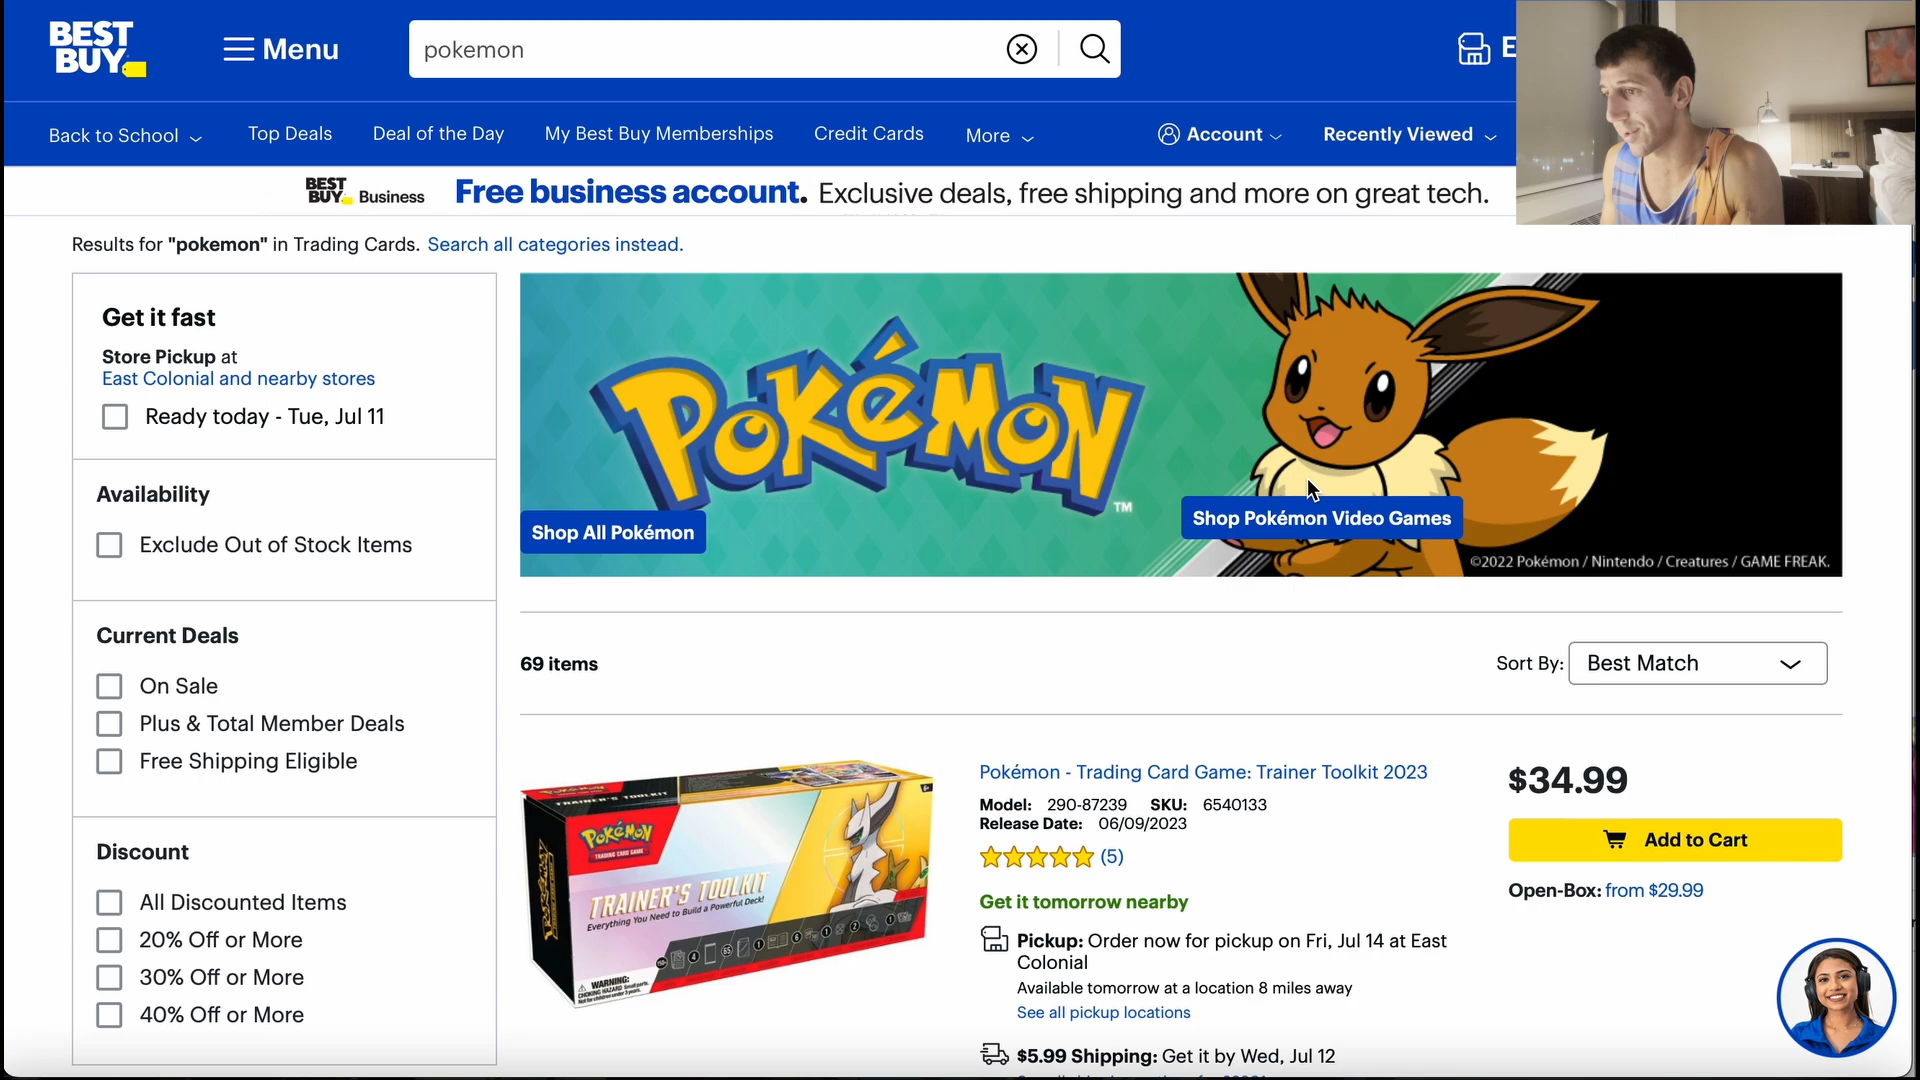 BEST
BUY
Menu
pokemon
Back to School
Top Deals
Deal of the Day
My Best Buy Memberships
Credit Cards
More
Account
Recently Viewed
BEST
BUY Business
Free business account. Exclusive deals, free shipping and more on great tech.
Results for "pokemon" in Trading Cards. Search all categories instead.
Get it fast
Store Pickup at
East Colonial and nearby stores
Ready today - Tue, Jul 11
Availability
Exclude Out of Stock Items
Current Deals
On Sale
Plus & Total Member Deals
Free Shipping Eligible
Discount
All Discounted Items
20% Off or More
30% Off or More
40% Off or More
POKéMON
TM
Shop All Pokémon
Shop Pokémon Video Games
©2022 Pokémon / Nintendo / Creatures / GAME FREAK.
69 items
Sort By: Best Match
TRAINER'S TOOLKIT
POKéMON
TRADING CARD GAME
TRAINER'S TOOLKIT
Everything You Need to Build a Powerful Deck!
WARNING:
Pokémon - Trading Card Game: Trainer Toolkit 2023
Model: 290-87239 SKU: 6540133
Release Date: 06/09/2023
(5)
Get it tomorrow nearby
Pickup: Order now for pickup on Fri, Jul 14 at East
Colonial
Available tomorrow at a location 8 miles away
See all pickup locations
$5.99 Shipping: Get it by Wed, Jul 12
$34.99
Add to Cart
Open-Box: from $29.99